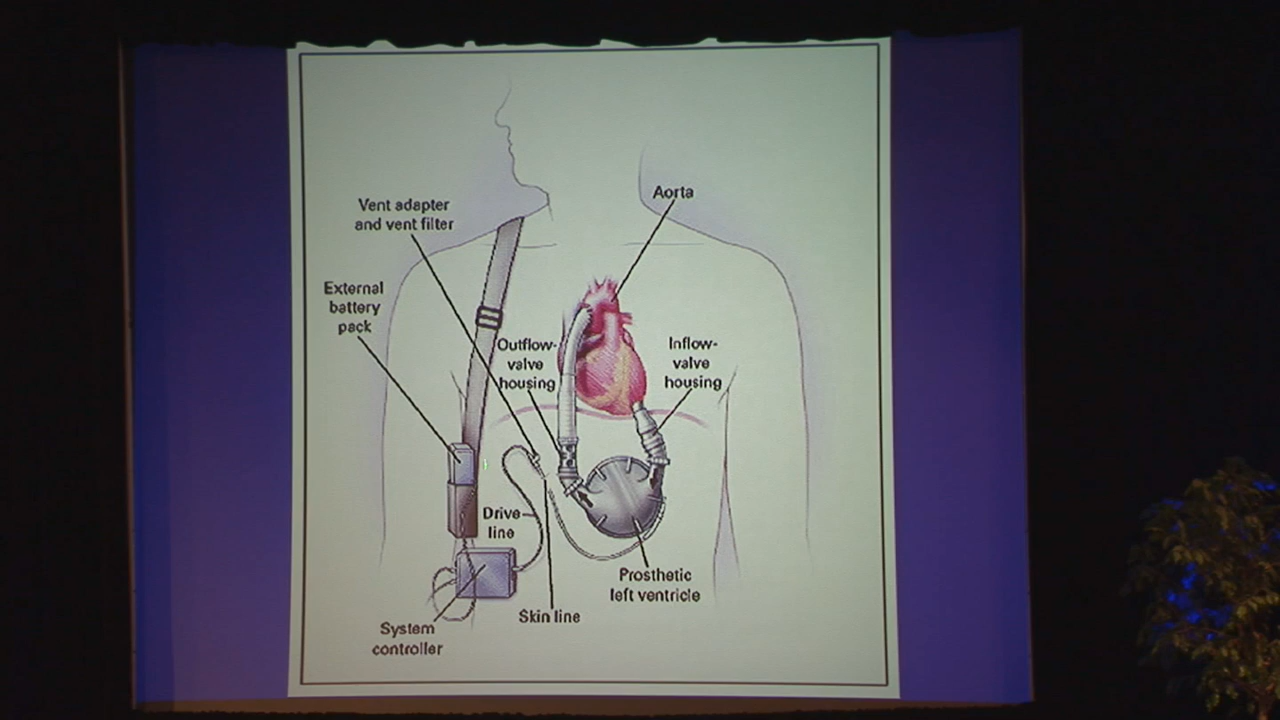 Aorta
Vent adapter
and vent filter
External
battery
pack
Outflow-
valve
housing
Inflow-
valve
housing
Drive
line
Prosthetic
left ventricle
Skin line
System
controller